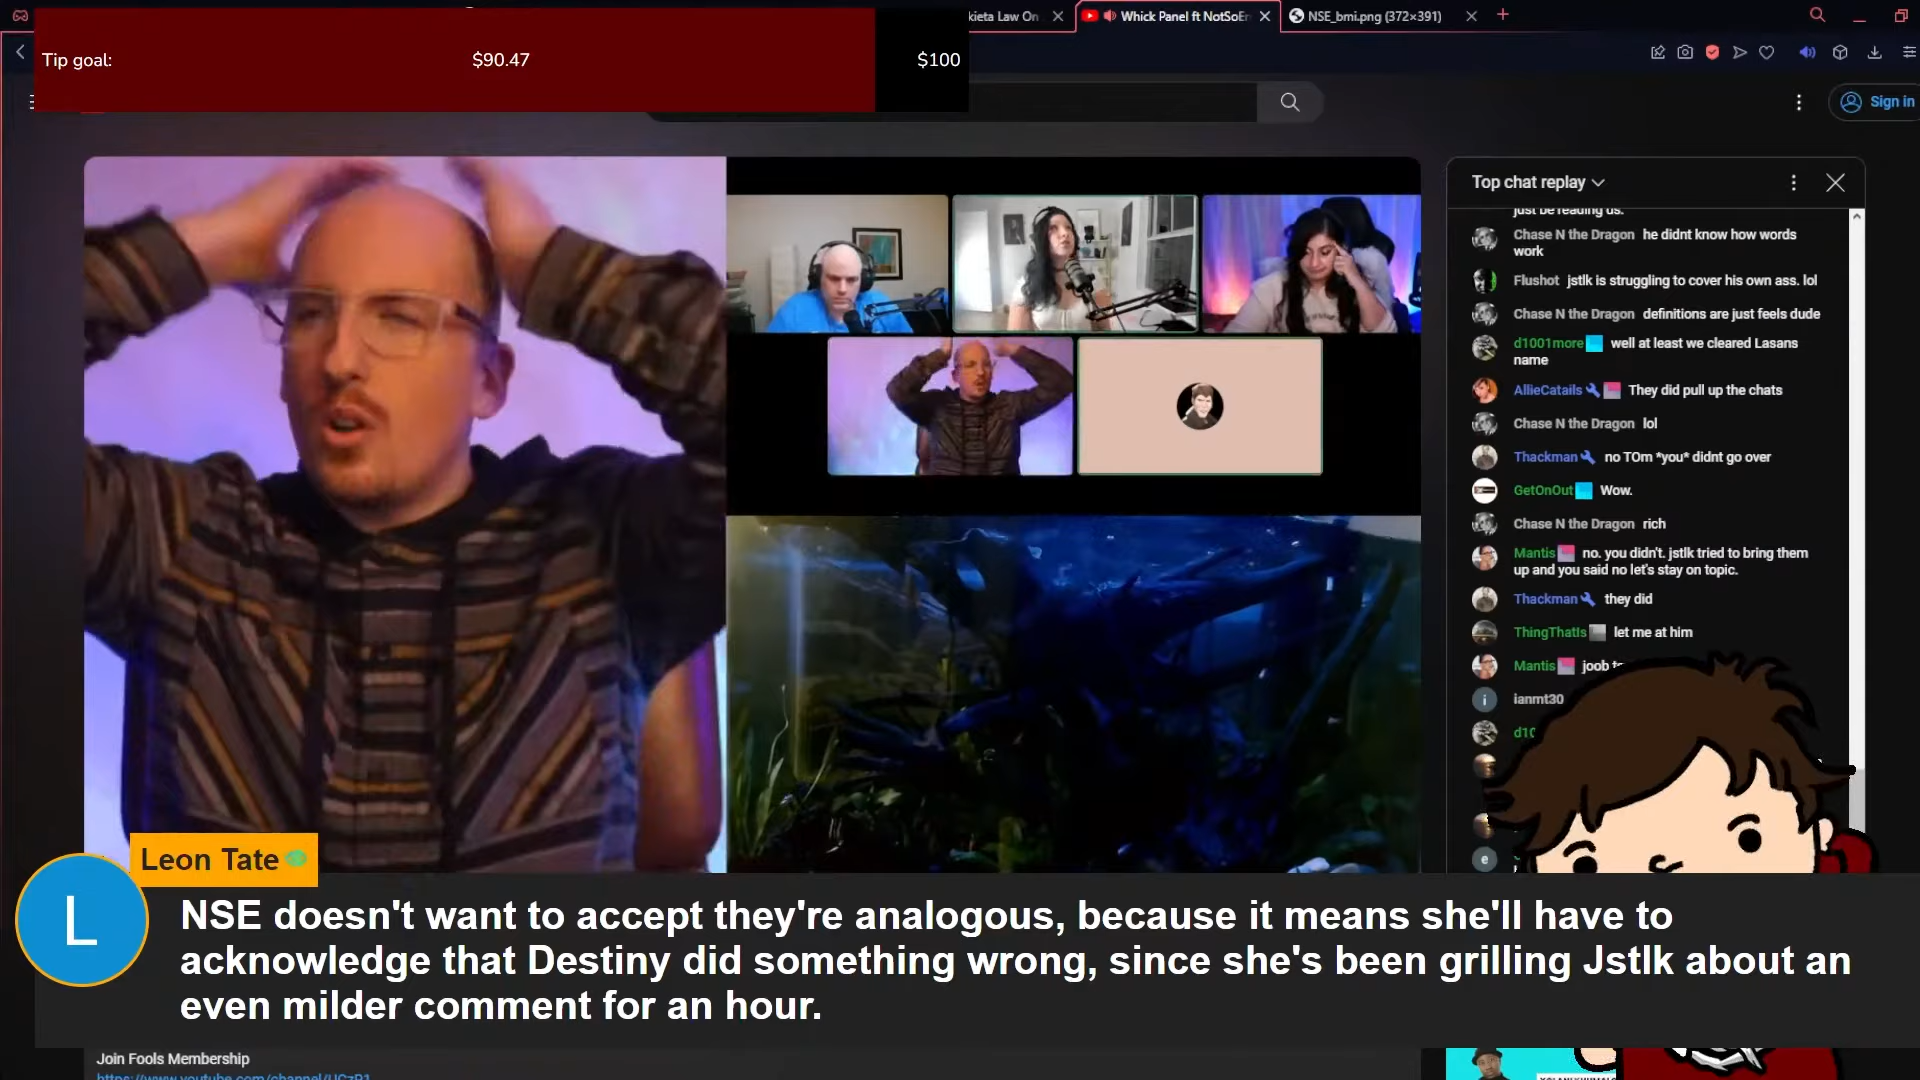 Tip goal:
$90.47
$100
kieta Law On
Whick Panel ft NotSoEr
NSE_bmi.png (372×391)
Sign in
Top chat replay
just be reading us.
Chase N the Dragon he didnt know how words
work
Flushot jstlk is struggling to cover his own ass. lol
Chase N the Dragon definitions are just feels dude
d1001more well at least we cleared Lasans
name
AllieCatails They did pull up the chats
Chase N the Dragon lol
Thackman no TOm *you* didnt go over
GetOnOut Wow.
Chase N the Dragon rich
Mantis no. you didn't. jstlk tried to bring them
up and you said no let's stay on topic.
Thackman they did
ThingThatIs let me at him
Mantis joob
ianmt30
Leon Tate
L
NSE doesn't want to accept they're analogous, because it means she'll have to
acknowledge that Destiny did something wrong, since she's been grilling Jstlk about an
even milder comment for an hour.
Join Fools Membership